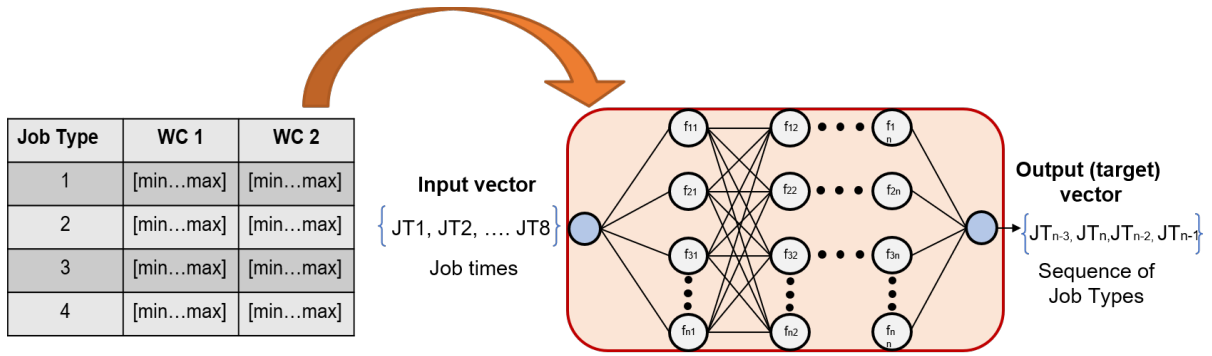 Job Type WC 1 WC 2
1 [min…max] [min…max]
2 [min…max] [min…max]
3 [min…max] [min…max]
4 [min…max] [min…max]
Input vector
{ JT1, JT2, …. JT8 }
Job times
f11 f12 • • • f1
n
f21 f22 • • • f2n
f31 f32 • • • f3n
fn1 fn2 fn
n
Output (target)
vector
{JTn-3, JTn,JTn-2, JTn-1}
Sequence of
Job Types